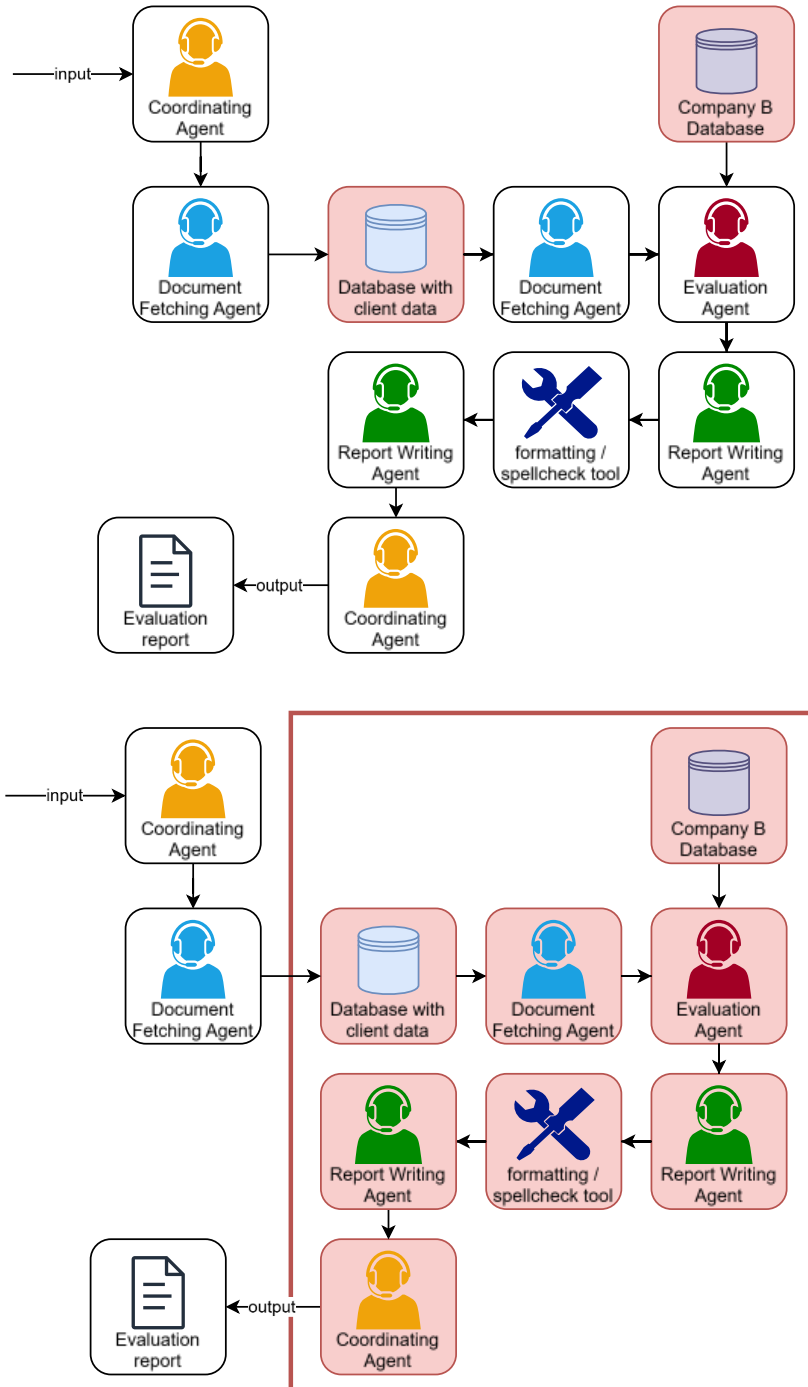 input
Coordinating
Agent
Company B
Database
Document
Fetching Agent
Database with
client data
Document
Fetching Agent
Evaluation
Agent
Report Writing
Agent
formatting /
spellcheck tool
Report Writing
Agent
Evaluation
report
output
Coordinating
Agent
input
Coordinating
Agent
Company B
Database
Document
Fetching Agent
Database with
client data
Document
Fetching Agent
Evaluation
Agent
Report Writing
Agent
formatting /
spellcheck tool
Report Writing
Agent
Evaluation
report
output
Coordinating
Agent